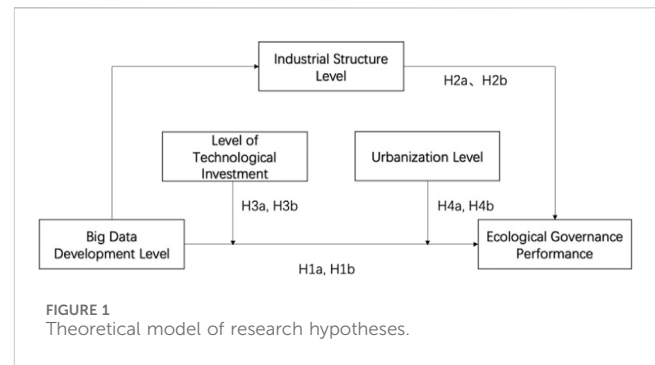 Industrial Structure
Level
H2a、H2b
Level of
Technological
Investment
Urbanization Level
H3a, H3b
H4a, H4b
Big Data
Development Level
Ecological Governance
Performance
H1a, H1b
FIGURE 1
Theoretical model of research hypotheses.